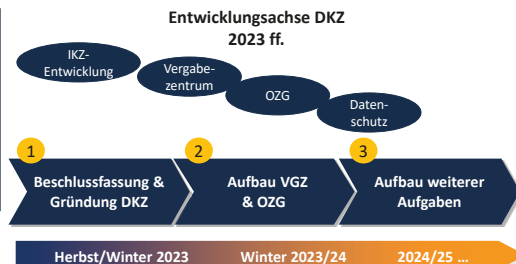 Entwicklungsachse DKZ
2023 ff.
IKZ-
Entwicklung
Vergabe-
zentrum
OZG
Daten-
schutz
1
2
3
Beschlussfassung &
Gründung DKZ
Aufbau VGZ
& OZG
Aufbau weiterer
Aufgaben
Herbst/Winter 2023
Winter 2023/24
2024/25 ...